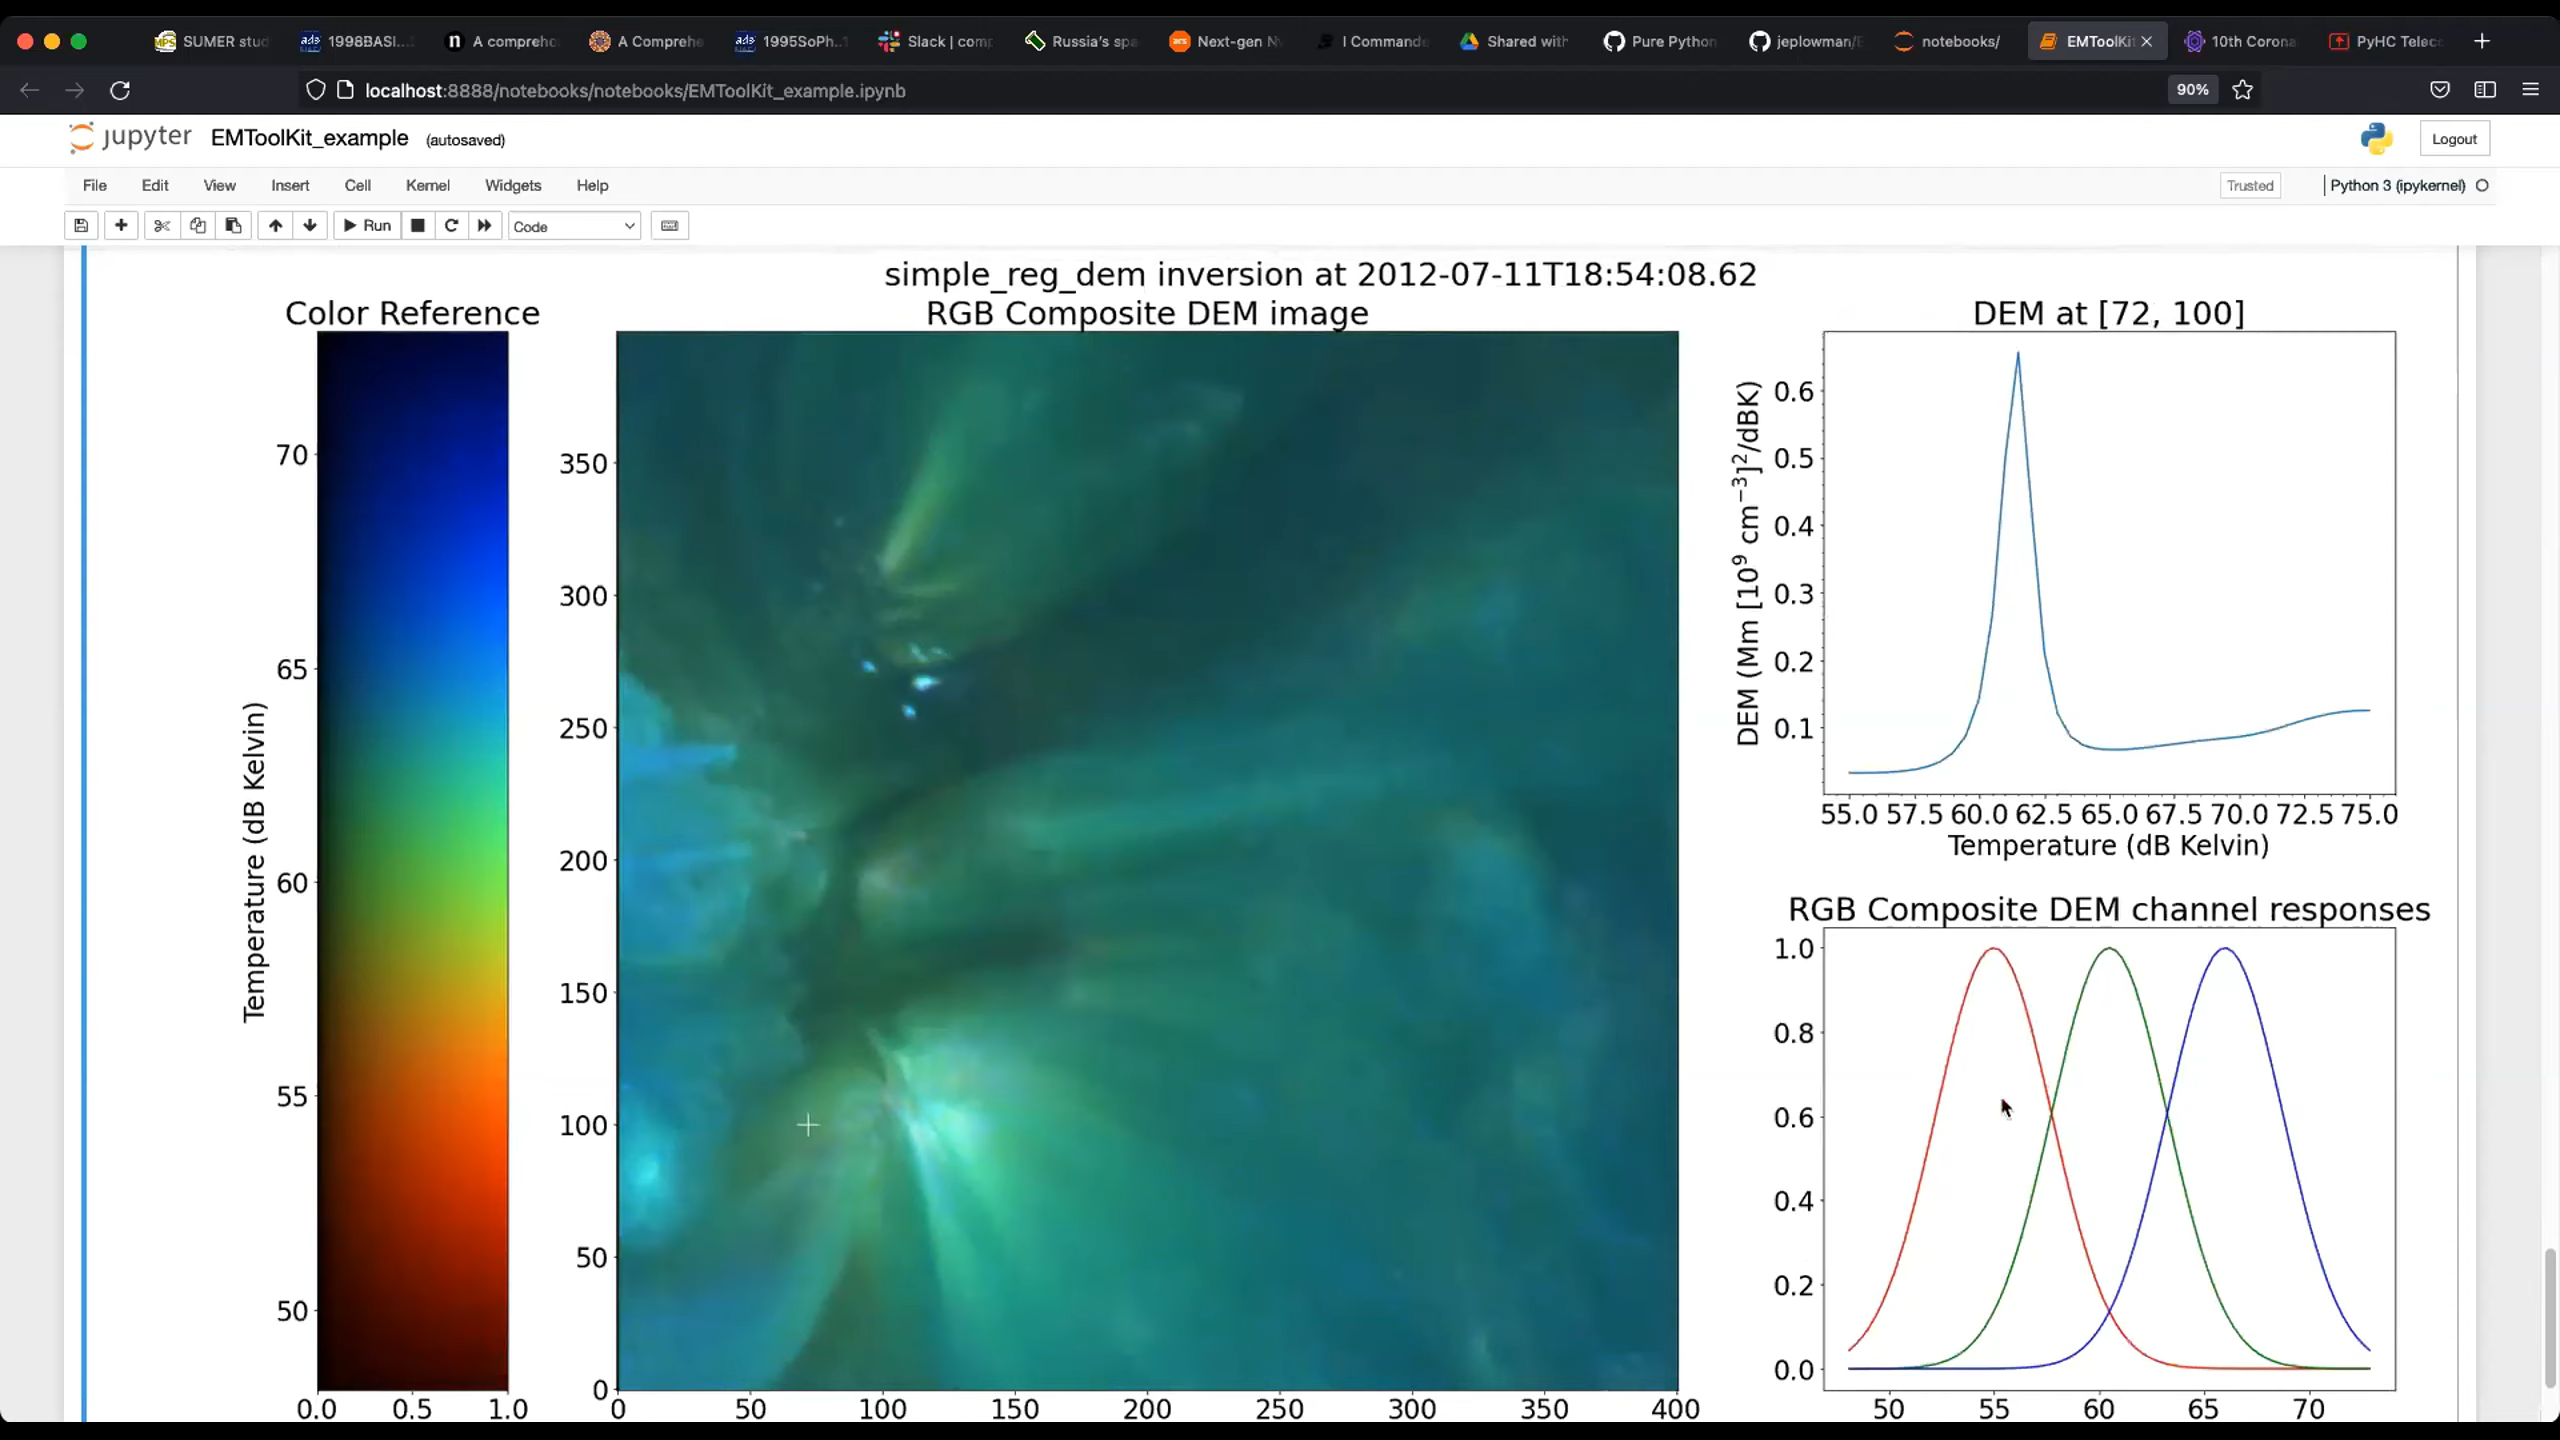 SUMER stud
1998BASI...
A compreho
A Comprehe
1995SoPh..
Slack | com
Russia's spa
Next-gen N
I Commande
Shared with
Pure Python
jeplowman/E
notebooks/
EMToolKit
10th Corona
PyHC Telec
localhost:8888/notebooks/notebooks/EMToolKit_example.ipynb
90%
jupyter EMToolKit_example (autosaved)
Logout
File Edit View Insert Cell Kernel Widgets Help
Trusted
Python 3 (ipykernel)
Run
Code
simple_reg_dem inversion at 2012-07-11T18:54:08.62
Color Reference
70
65
60
55
50
Temperature (dB Kelvin)
0.0 0.5 1.0
RGB Composite DEM image
350
300
250
200
150
100
50
0
0 50 100 150 200 250 300 350 400
DEM at [72, 100]
DEM (Mm [10⁹ cm⁻³]²/dBK)
0.6
0.5
0.4
0.3
0.2
0.1
55.0 57.5 60.0 62.5 65.0 67.5 70.0 72.5 75.0
Temperature (dB Kelvin)
RGB Composite DEM channel responses
1.0
0.8
0.6
0.4
0.2
0.0
50 55 60 65 70